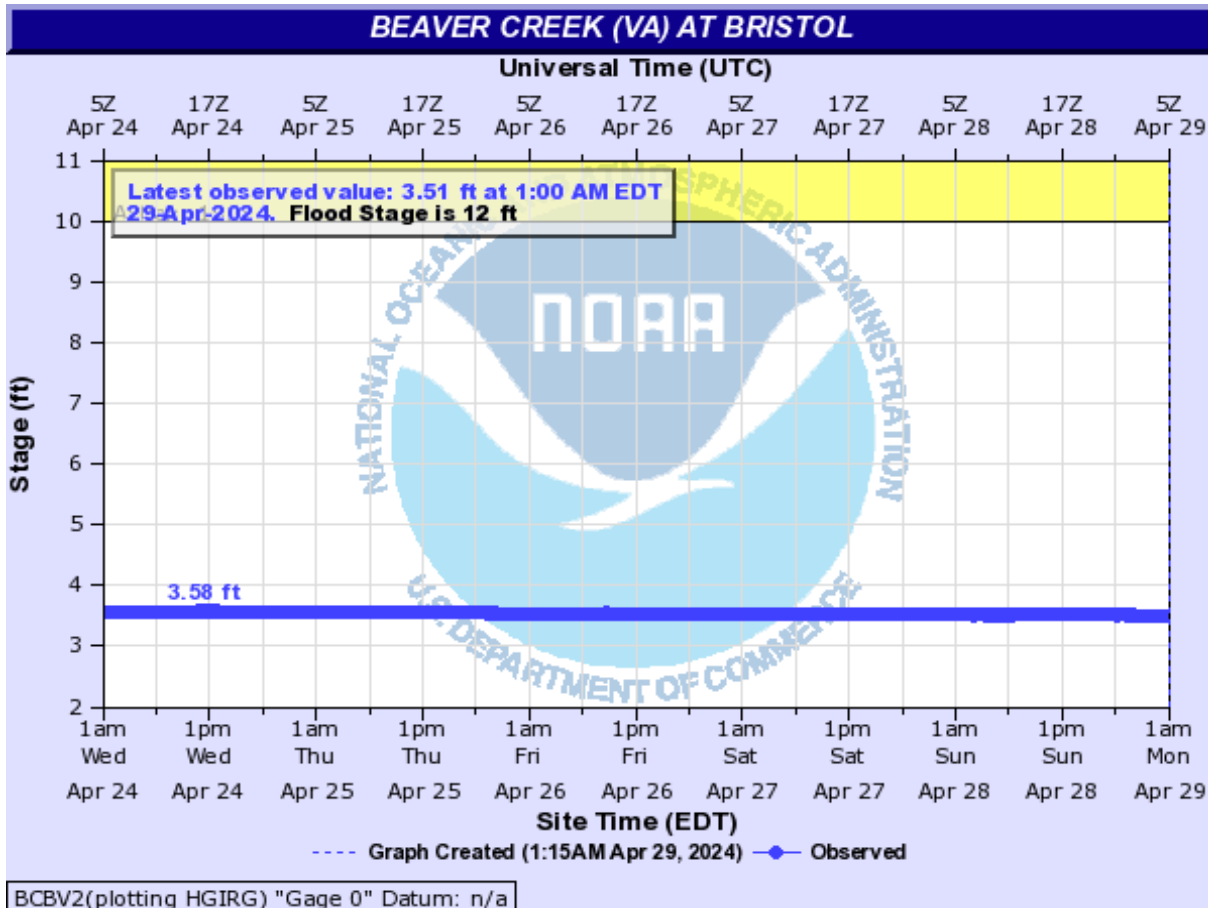 BEAVER CREEK (VA) AT BRISTOL
Universal Time (UTC)
5Z 17Z 5Z 17Z 5Z 17Z 5Z 17Z 5Z 17Z 5Z
Apr 24 Apr 24 Apr 25 Apr 25 Apr 26 Apr 26 Apr 27 Apr 27 Apr 28 Apr 28 Apr 29
Latest observed value: 3.51 ft at 1:00 AM EDT
29-Apr-2024. Flood Stage is 12 ft
Stage (ft)
11
10
9
8
7
6
5
4
3
2
NATIONAL OCEANIC AND ATMOSPHERIC ADMINISTRATION
NOAA
U.S. DEPARTMENT OF COMMERCE
3.58 ft
1am 1pm 1am 1pm 1am 1pm 1am 1pm 1am 1pm 1am
Wed Wed Thu Thu Fri Fri Sat Sat Sun Sun Mon
Apr 24 Apr 24 Apr 25 Apr 25 Apr 26 Apr 26 Apr 27 Apr 27 Apr 28 Apr 28 Apr 29
Site Time (EDT)
Graph Created (1:15AM Apr 29, 2024) Observed
BCBV2(plotting HGIRG) "Gage 0" Datum: n/a